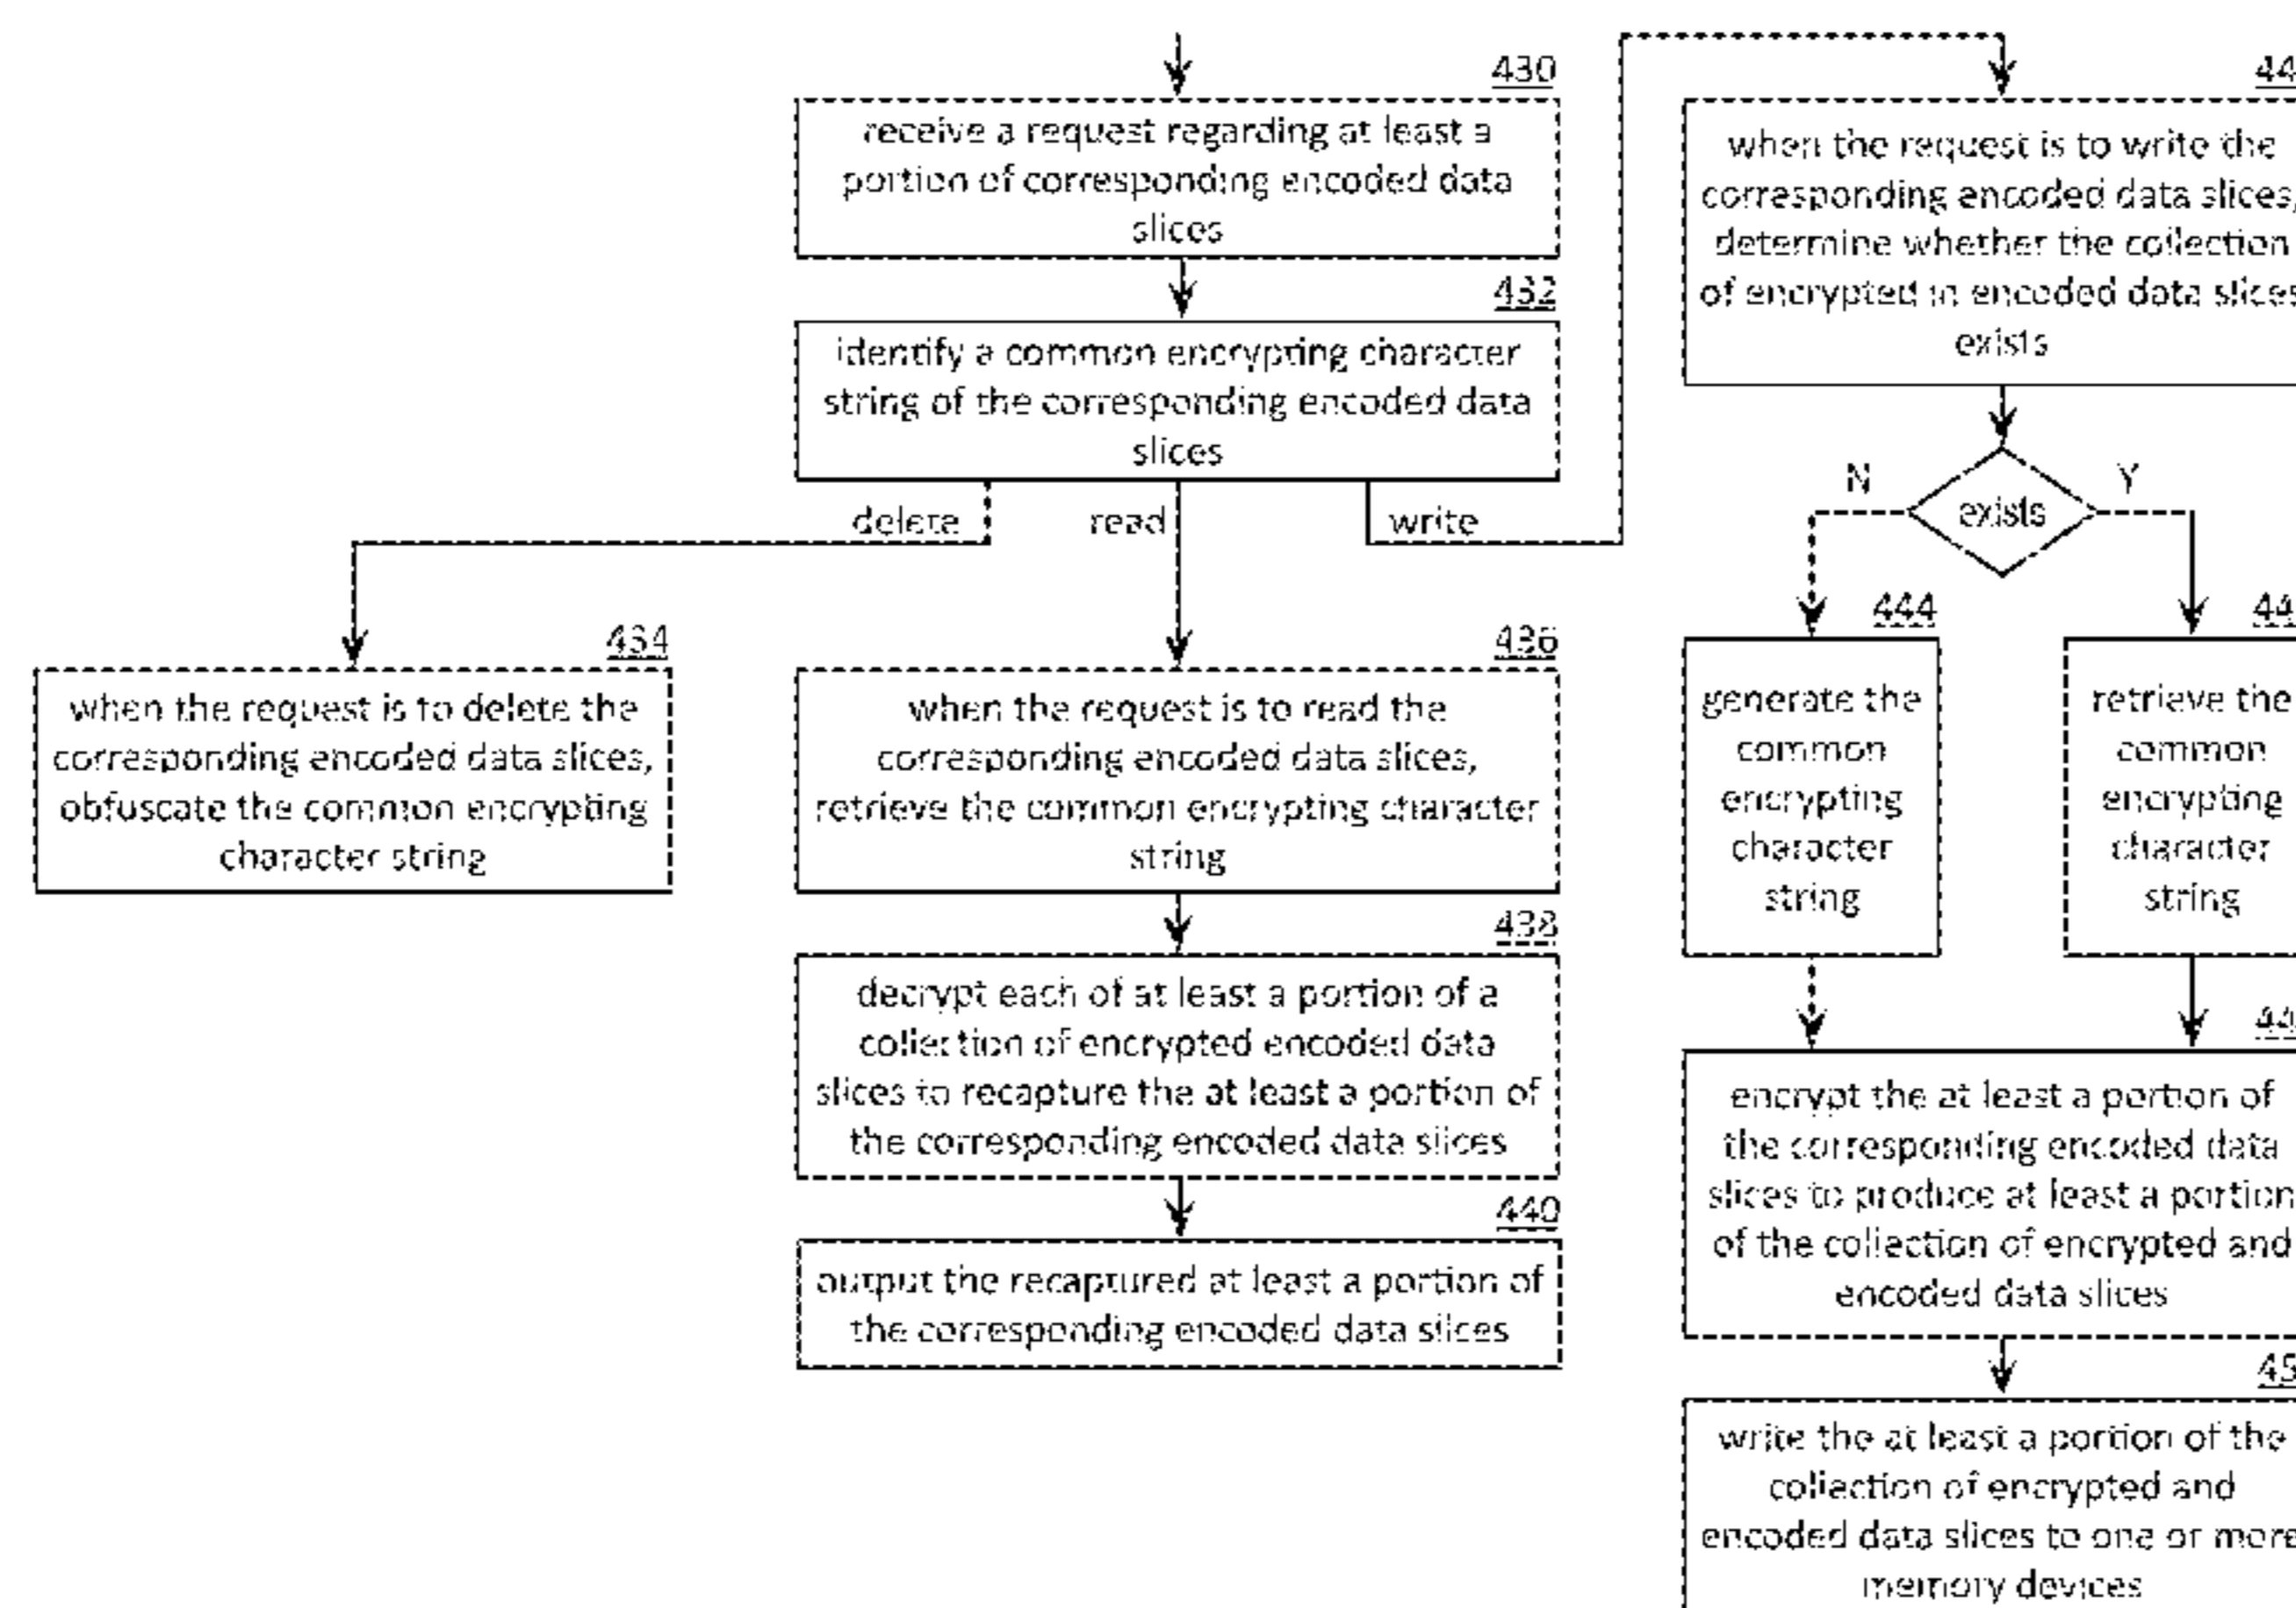 430
receive a request regarding at least a
portion of corresponding encoded data
slices
432
identify a common encrypting character
string of the corresponding encoded data
slices
delete
read
write
434
when the request is to delete the
corresponding encoded data slices,
obfuscate the common encrypting
character string
436
when the request is to read the
corresponding encoded data slices,
retrieve the common encrypting character
string
438
decrypt each of at least a portion of a
collection of encrypted encoded data
slices to recapture the at least a portion of
the corresponding encoded data slices
440
output the recaptured at least a portion of
the corresponding encoded data slices
when the request is to write the
corresponding encoded data slices,
determine whether the collection
of encrypted in encoded data slices
exists
N
exists
Y
444
generate the
common
encrypting
character
string
retrieve the
common
encrypting
character
string
encrypt the at least a portion of
the corresponding encoded data
slices to produce at least a portion
of the collection of encrypted and
encoded data slices
write the at least a portion of the
collection of encrypted and
encoded data slices to one or more
memory devices